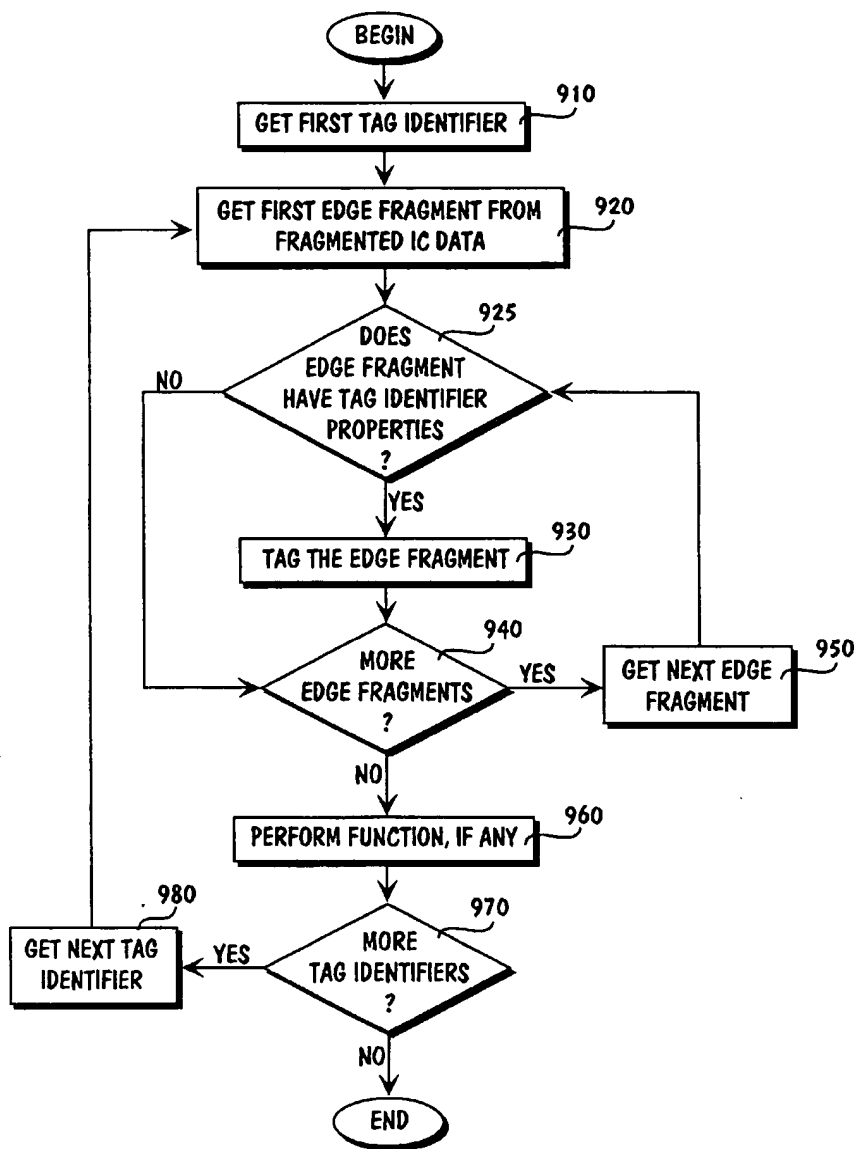 BEGIN
910
GET FIRST TAG IDENTIFIER
920
GET FIRST EDGE FRAGMENT FROM
FRAGMENTED IC DATA
925
DOES
EDGE FRAGMENT
HAVE TAG IDENTIFIER
PROPERTIES
?
NO
YES
930
TAG THE EDGE FRAGMENT
940
MORE
EDGE FRAGMENTS
?
YES
950
GET NEXT EDGE
FRAGMENT
NO
960
PERFORM FUNCTION, IF ANY
970
MORE
TAG IDENTIFIERS
?
YES
980
GET NEXT TAG
IDENTIFIER
NO
END